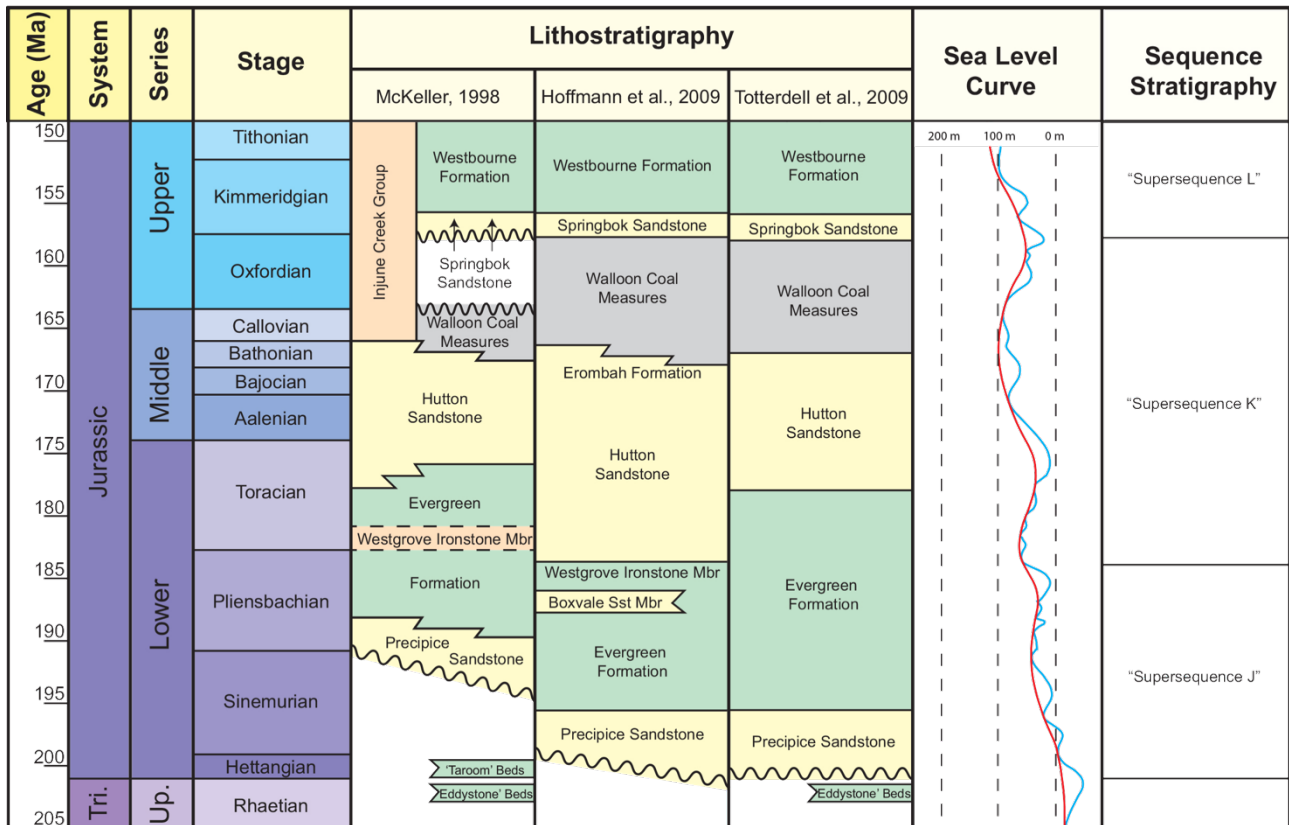 Age (Ma)
System
Series
Stage
Lithostratigraphy
McKeller, 1998
Hoffmann et al., 2009
Totterdell et al., 2009
Sea Level
Curve
Sequence
Stratigraphy
150
155
160
165
170
175
180
185
190
195
200
205
Jurassic
Tri.
Upper
Middle
Lower
Up.
Tithonian
Kimmeridgian
Oxfordian
Callovian
Bathonian
Bajocian
Aalenian
Toracian
Pliensbachian
Sinemurian
Hettangian
Rhaetian
Injune Creek Group
Westbourne
Formation
Springbok
Sandstone
Walloon Coal
Measures
Hutton
Sandstone
Evergreen
Westgrove Ironstone Mbr
Formation
Precipice
Sandstone
'Taroom' Beds
'Eddystone' Beds
Westbourne Formation
Springbok Sandstone
Walloon Coal
Measures
Erombah Formation
Hutton
Sandstone
Westgrove Ironstone Mbr
Boxvale Sst Mbr
Evergreen
Formation
Precipice Sandstone
Westbourne
Formation
Springbok Sandstone
Walloon Coal
Measures
Hutton
Sandstone
Evergreen
Formation
Precipice Sandstone
Eddystone' Beds
200 m 100 m 0 m
"Supersequence L"
"Supersequence K"
"Supersequence J"